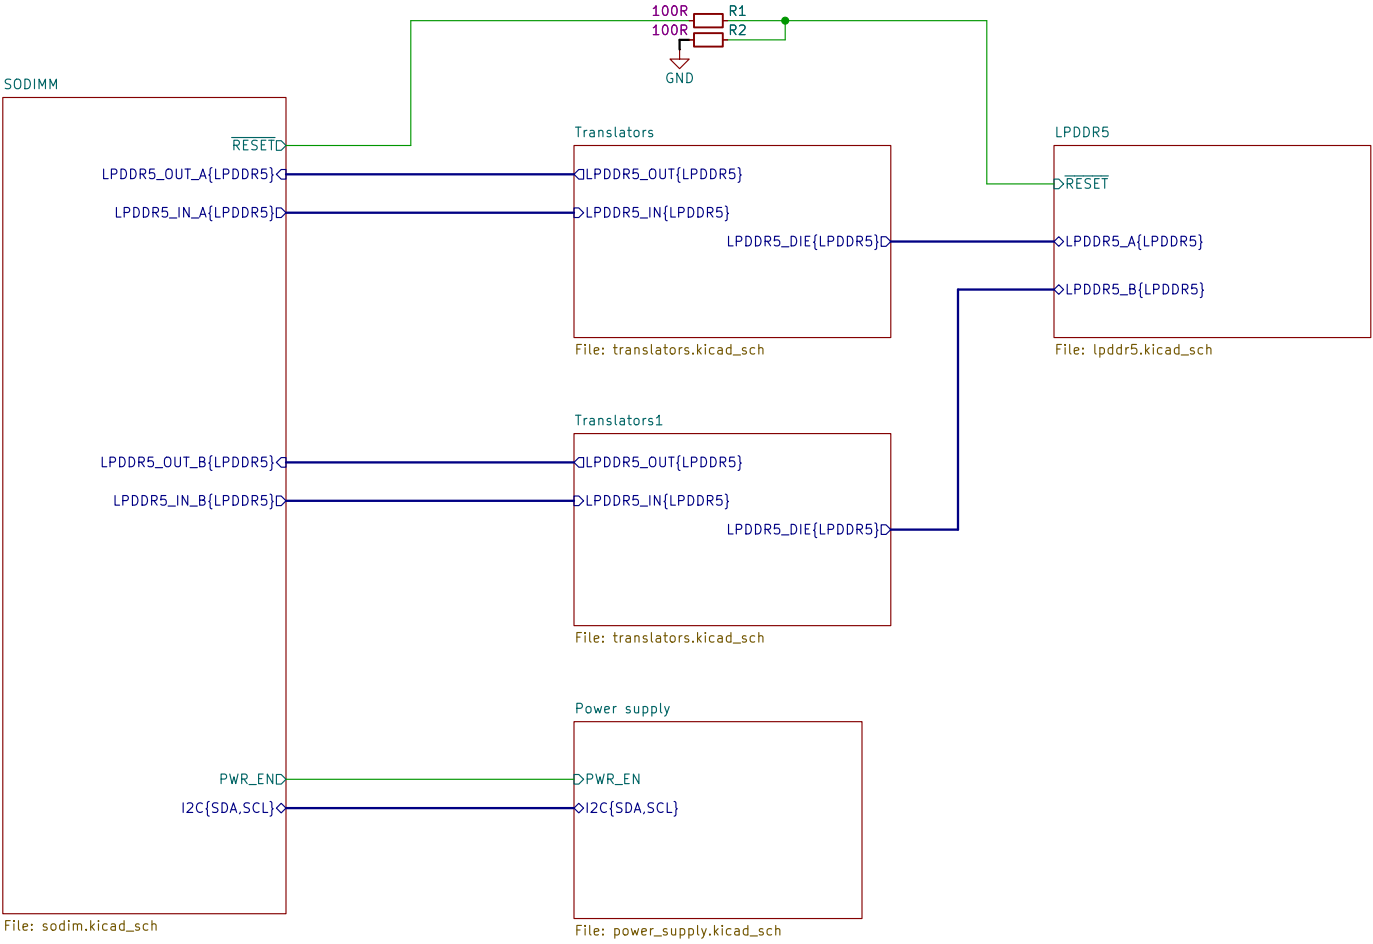 100R R1
100R R2
GND
SODIMM
RESET
LPDDR5_OUT_A{LPDDR5}
LPDDR5_IN_A{LPDDR5}
LPDDR5_OUT_B{LPDDR5}
LPDDR5_IN_B{LPDDR5}
PWR_EN
I2C{SDA,SCL}
File: sodim.kicad_sch
Translators
LPDDR5_OUT{LPDDR5}
LPDDR5_IN{LPDDR5}
LPDDR5_DIE{LPDDR5}
File: translators.kicad_sch
Translators1
LPDDR5_OUT{LPDDR5}
LPDDR5_IN{LPDDR5}
LPDDR5_DIE{LPDDR5}
File: translators.kicad_sch
Power supply
PWR_EN
I2C{SDA,SCL}
File: power_supply.kicad_sch
LPDDR5
RESET
LPDDR5_A{LPDDR5}
LPDDR5_B{LPDDR5}
File: lpddr5.kicad_sch